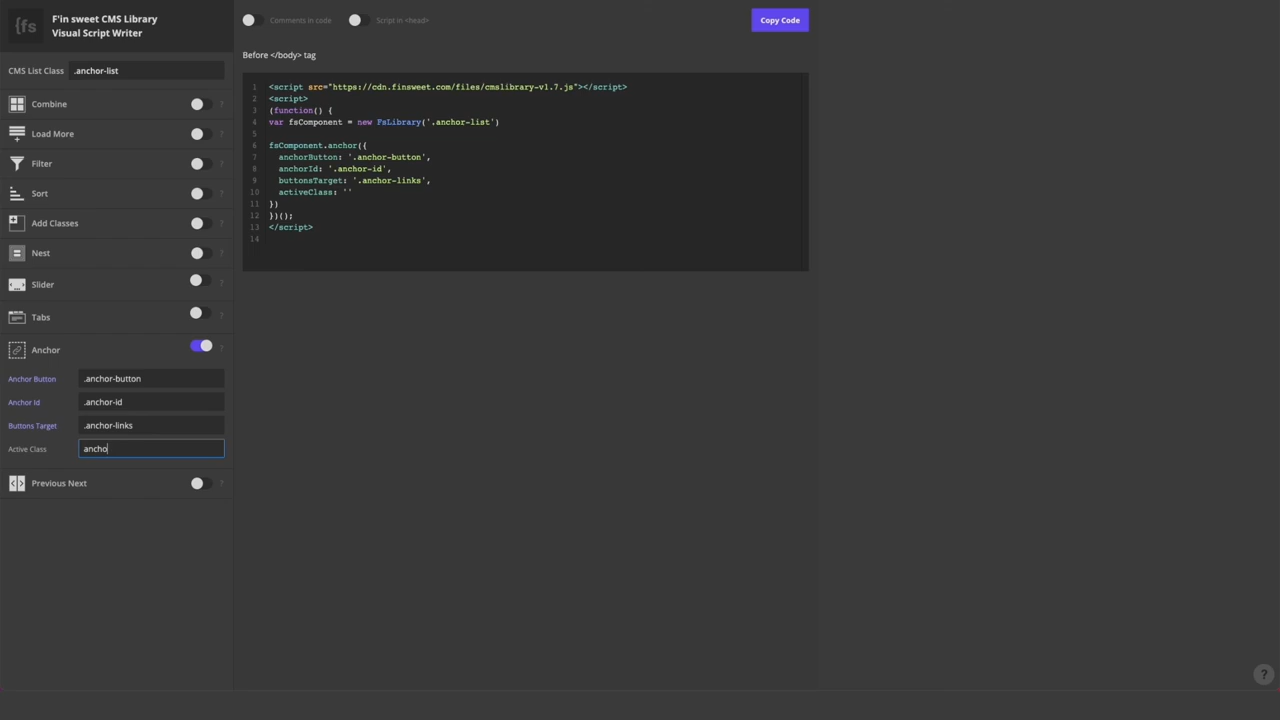 {fs
F'in sweet CMS Library
Visual Script Writer
CMS List Class .anchor-list
Combine ?
Load More ?
Filter ?
Sort ?
Add Classes ?
Nest ?
Slider ?
Tabs ?
Anchor ?
Anchor Button .anchor-button
Anchor Id .anchor-id
Buttons Target .anchor-links
Active Class ancho
Previous Next ?
Comments in code Script in <head> Copy Code
Before </body> tag
1 <script src="https://cdn.finsweet.com/files/cmslibrary-v1.7.js"></script>
2 <script>
3 (function() {
4 var fsComponent = new FsLibrary('.anchor-list')
5
6 fsComponent.anchor({
7 anchorButton: '.anchor-button',
8 anchorId: '.anchor-id',
9 buttonsTarget: '.anchor-links',
10 activeClass: ''
11 })
12 })();
13 </script>
14
?